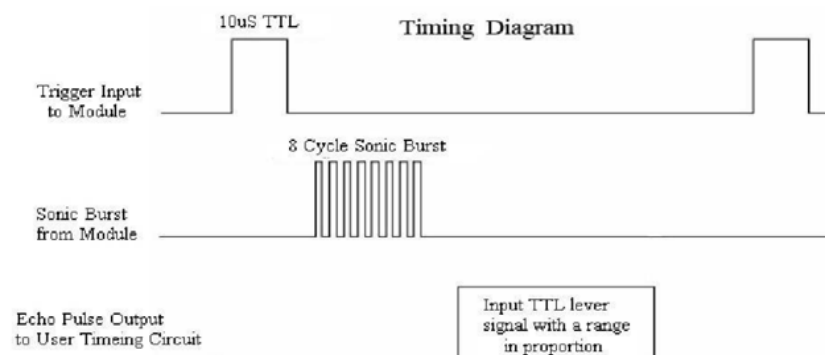 10uS TTL
Timing Diagram
Trigger Input
to Module
8 Cycle Sonic Burst
Sonic Burst
from Module
Echo Pulse Output
to User Timeing Circuit
Input TTL lever
signal with a range
in proportion